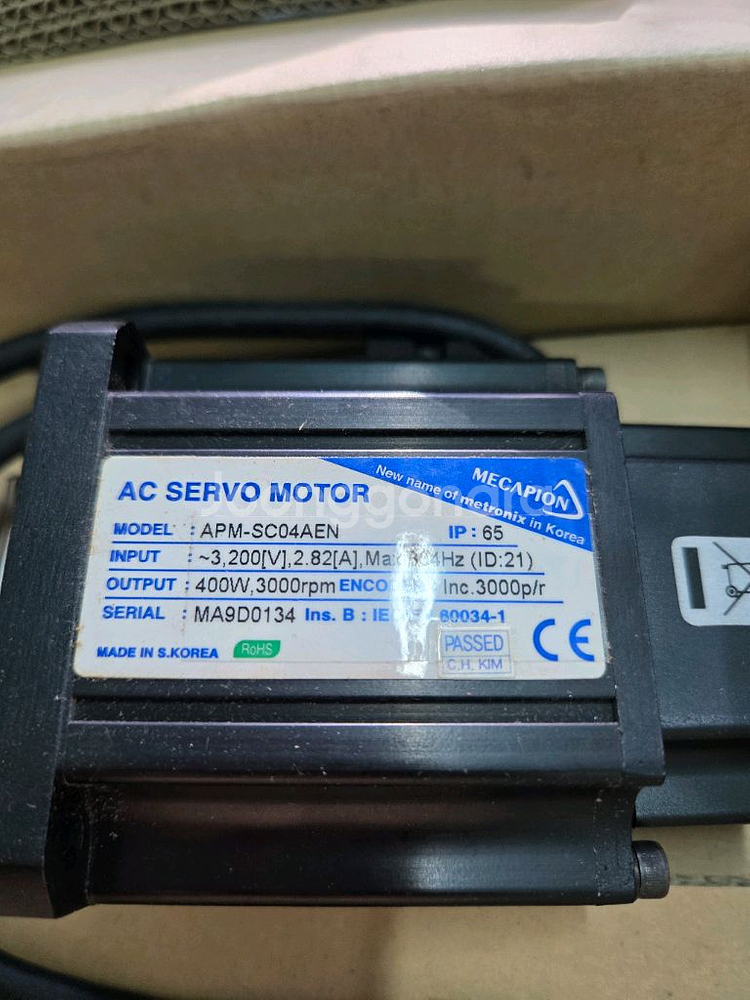 MECAPION
New name of metronix in Korea
AC SERVO MOTOR
Joonggonara
MODEL : APM-SC04AEN IP : 65
INPUT : ~3,200[V],2.82[A],Max 4Hz (ID:21)
OUTPUT : 400W,3000rpm Inc.3000p/r
SERIAL : MA9D0134 Ins. B : 60034-1
MADE IN S.KOREA RoHS
PASSED
C.H. KIM
CE